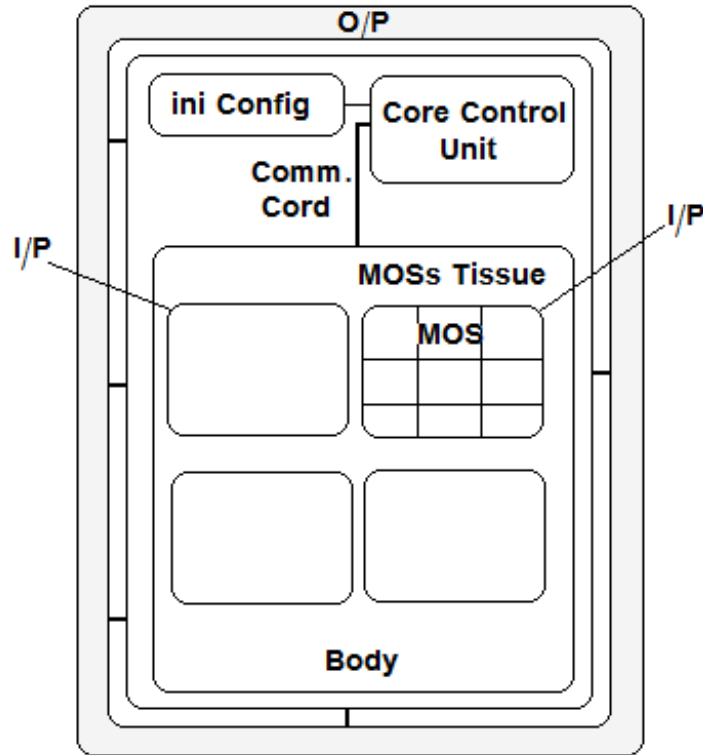 O/P
ini Config
Core Control
Unit
Comm.
Cord
I/P
I/P
MOSs Tissue
MOS
Body